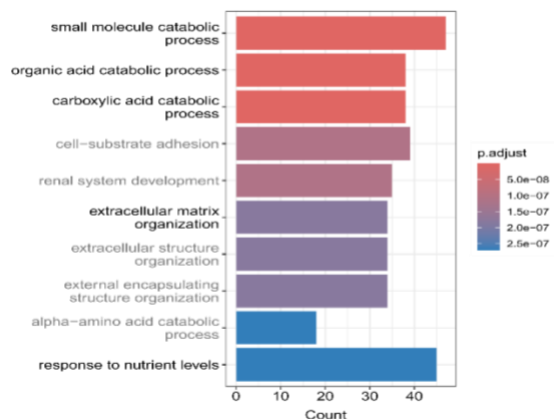 small molecule catabolic
process
organic acid catabolic process
carboxylic acid catabolic
process
cell−substrate adhesion
renal system development
extracellular matrix
organization
extracellular structure
organization
external encapsulating
structure organization
alpha−amino acid catabolic
process
response to nutrient levels
0 10 20 30 40
Count
p.adjust
5.0e−08
1.0e−07
1.5e−07
2.0e−07
2.5e−07